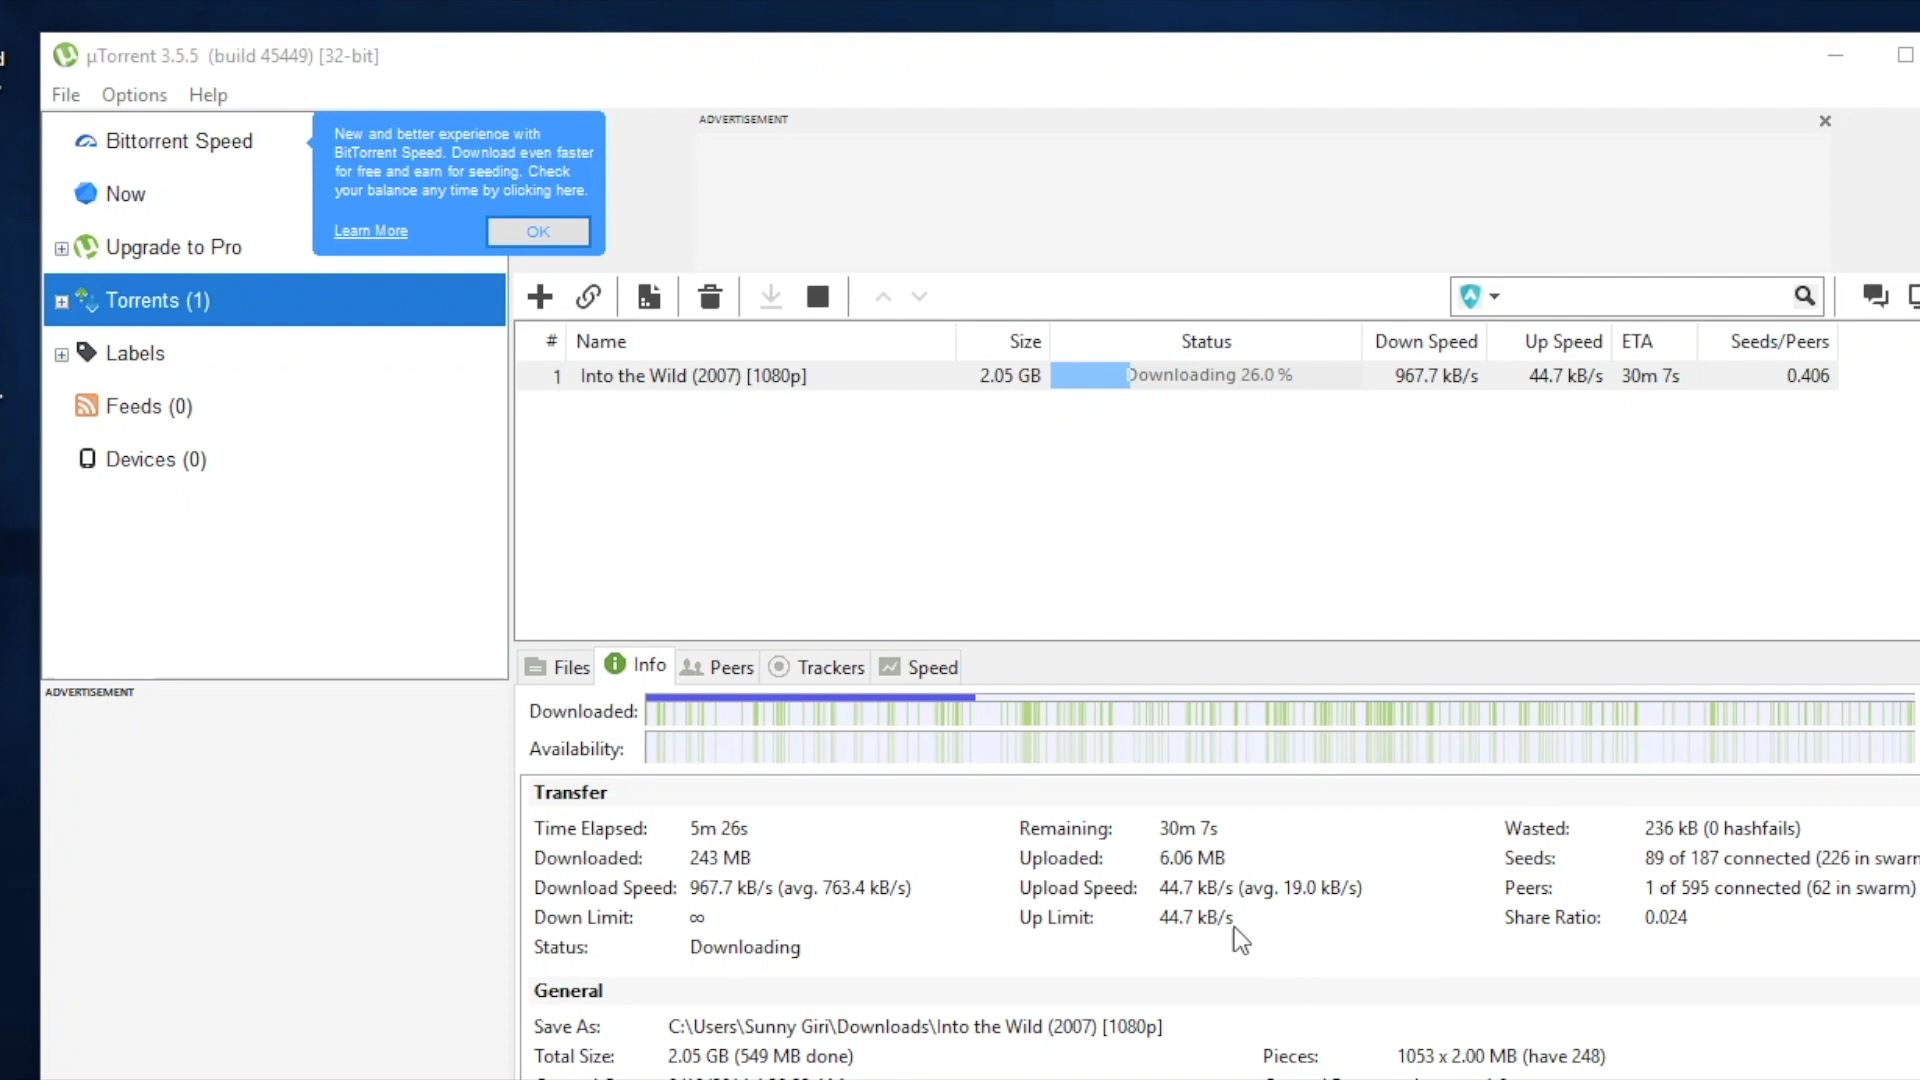 µTorrent 3.5.5 (build 45449) [32-bit]
File Options Help
Bittorrent Speed
Now
Upgrade to Pro
Torrents (1)
Labels
Feeds (0)
Devices (0)
New and better experience with
BitTorrent Speed. Download even faster
for free and earn for seeding. Check
your balance any time by clicking here.
Learn More OK
ADVERTISEMENT
# Name Size Status Down Speed Up Speed ETA Seeds/Peers
1 Into the Wild (2007) [1080p] 2.05 GB Downloading 26.0 % 967.7 kB/s 44.7 kB/s 30m 7s 0.406
ADVERTISEMENT
Files Info Peers Trackers Speed
Downloaded:
Availability:
Transfer
Time Elapsed: 5m 26s Remaining: 30m 7s Wasted: 236 kB (0 hashfails)
Downloaded: 243 MB Uploaded: 6.06 MB Seeds: 89 of 187 connected (226 in swarm
Download Speed: 967.7 kB/s (avg. 763.4 kB/s) Upload Speed: 44.7 kB/s (avg. 19.0 kB/s) Peers: 1 of 595 connected (62 in swarm)
Down Limit: ∞ Up Limit: 44.7 kB/s Share Ratio: 0.024
Status: Downloading
General
Save As: C:\Users\Sunny Giri\Downloads\Into the Wild (2007) [1080p]
Total Size: 2.05 GB (549 MB done) Pieces: 1053 x 2.00 MB (have 248)